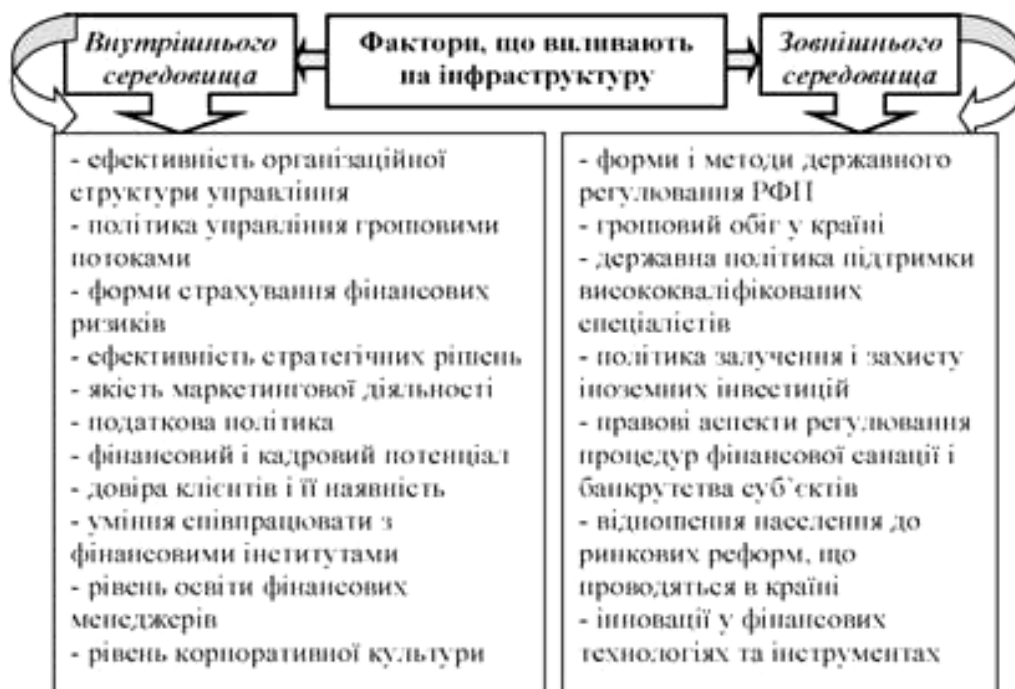 Внутрішнього
середовища
Фактори, що впливають
на інфраструктуру
Зовнішнього
середовища
- ефективність організаційної
структури управління
- політика управління грошовими
потоками
- форми страхування фінансових
ризиків
- ефективність стратегічних рішень
- якість маркетингової діяльності
- податкова політика
- фінансовий і кадровий потенціал
- довіра клієнтів і її наявність
- уміння співпрацювати з
фінансовими інститутами
- рівень освіти фінансових
менеджерів
- рівень корпоративної культури
- форми і методи державного
регулювання РФП
- грошовий обіг у країні
- державна політика підтримки
висококваліфікованих
спеціалістів
- політика залучення і захисту
іноземних інвестицій
- правові аспекти регулювання
процедур фінансової санації і
банкрутства суб`єктів
- відношення населення до
ринкових реформ, що
проводяться в країні
- інновації у фінансових
технологіях та інструментах